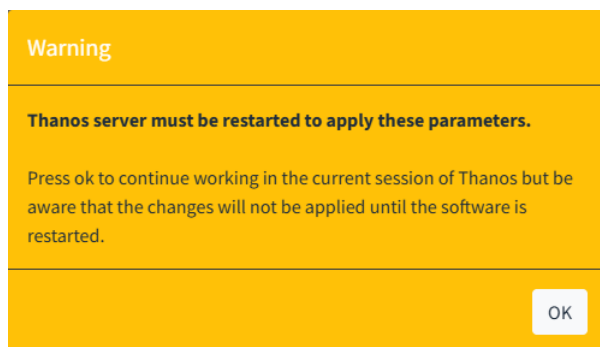 Warning
Thanos server must be restarted to apply these parameters.
Press ok to continue working in the current session of Thanos but be
aware that the changes will not be applied until the software is
restarted.
OK